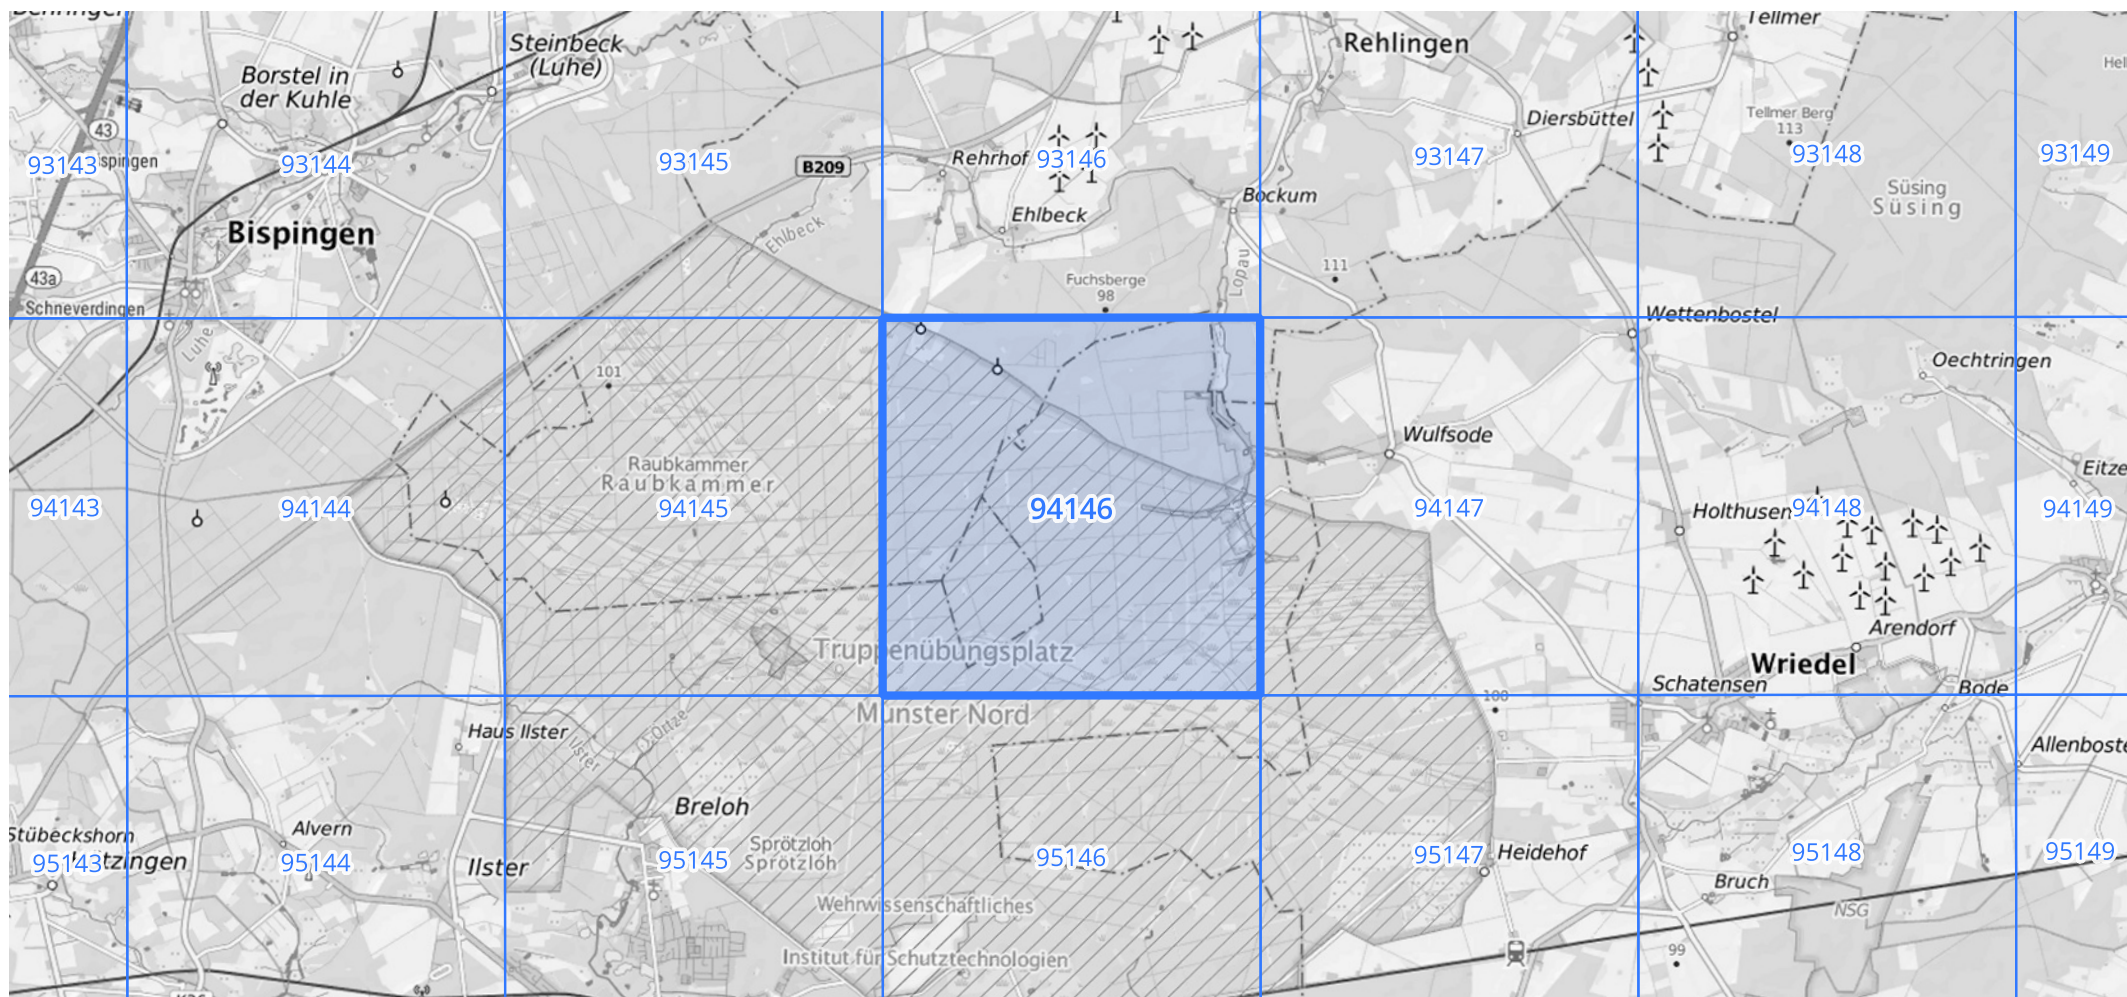 Tellmer
Steinbeck
(Luhe)
Rehlingen
Borstel in
der Kuhle
Tellmer Berg
113
Diersbüttel
43
93143
93144
93145
B209
Rehrhof
93146
93147
93148
93149
Süsing
Süsing
Bockum
Ehlbeck
Ehlbeck
Bispingen
Lopau
111
43a
Fuchsberge
98
Schneverdingen
Wettenbostel
Luhe
Oechtringen
101
Wulfsode
Raubkammer
Raubkammer
94143
94144
94145
94146
94147
Holthusen
94148
94149
Arendorf
Truppenübungsplatz
Wriedel
Schatensen
Bode
100
Munster Nord
Haus Ilster
Ilster
Örtze
Breloh
Stübeckshorn
Alvern
Sprötzloh
Sprötzloh
95143
95144
Ilster
95145
95146
95147
Heidehof
95148
95149
Bruch
Wehrwissenschaftliches
NSG
Institut für Schutztechnologien
99